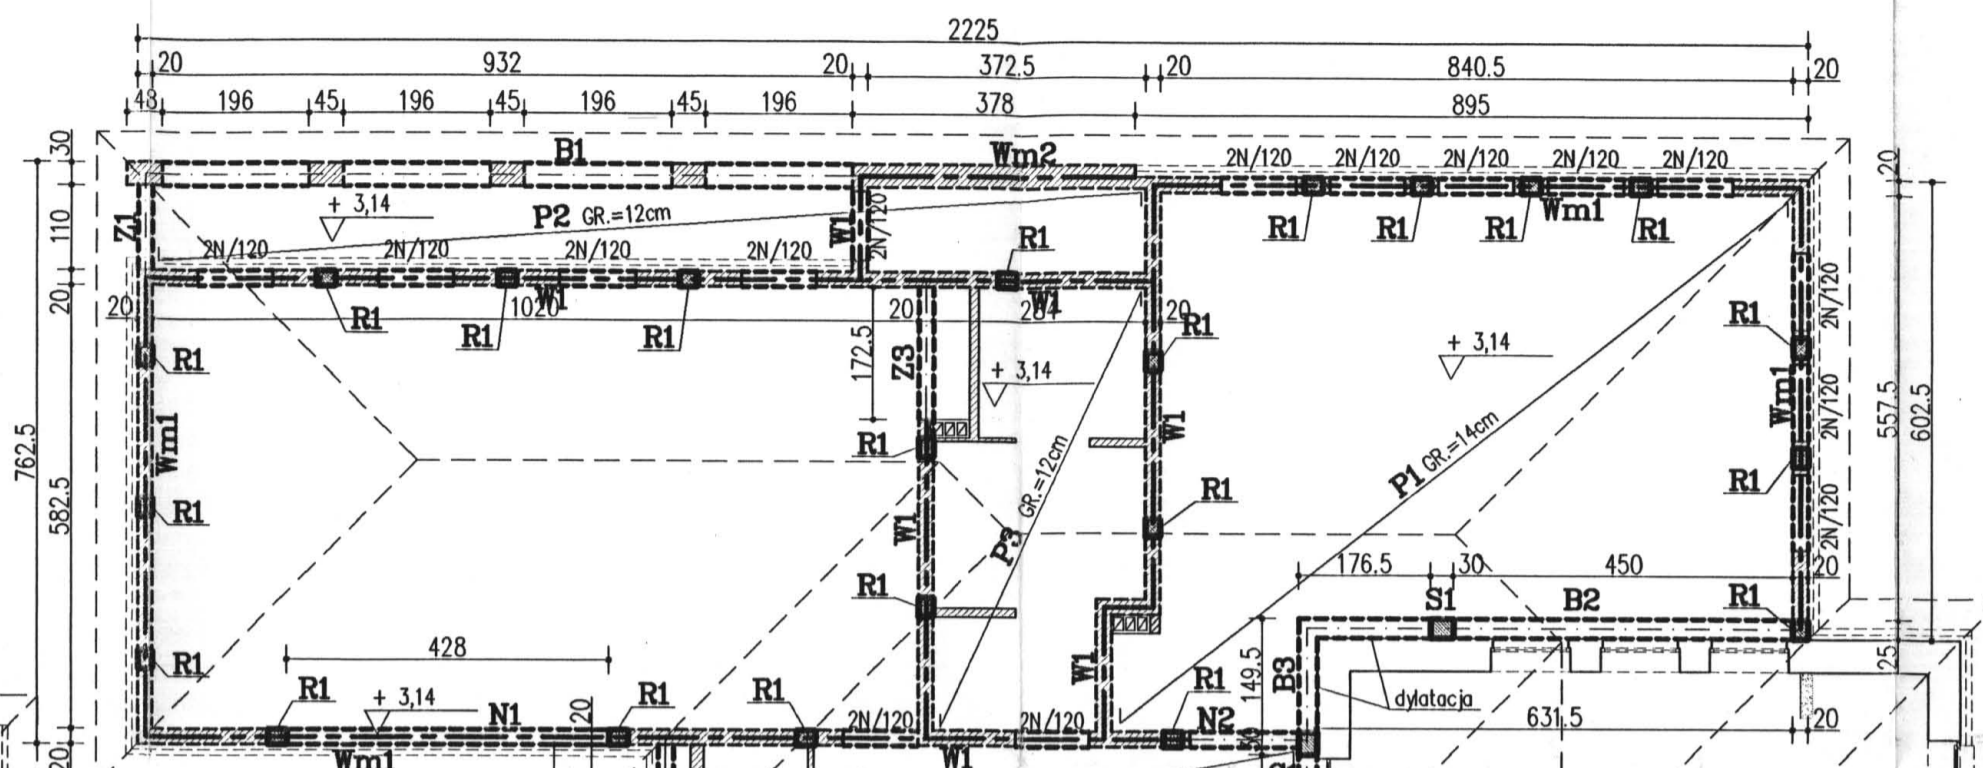 2225
20 932 20 372.5 20 840.5 20
48 196 45 196 45 196 45 196 378 895
30 B1 Wm2 2N/120 2N/120 2N/120 2N/120 2N/120 20
Z1 110 + 3,14 P2 GR.=12cm W1 2N/120 R1 R1 R1 R1 R1 Wm1
2N/120 2N/120 2N/120 2N/120
20 20 1020 W1 20 W1 20 2N/120
R1 R1 R1 R1 R1
R1 172.5 Z3 + 3,14 + 3,14
762.5 Wm1 R1 W1 2N/120 Wm1 557.5 602.5
582.5 R1 W1 P3 GR.=12cm R1 P1 GR.=14cm R1 2N/120
176.5 30 450 20
R1 S1 B2 R1
R1 428 W1 149.5 B3 25
R1 + 3,14 N1 20 R1 R1 2N/120 2N/120 R1 N2 dylatacja
631.5 20
20 Wm1 W1